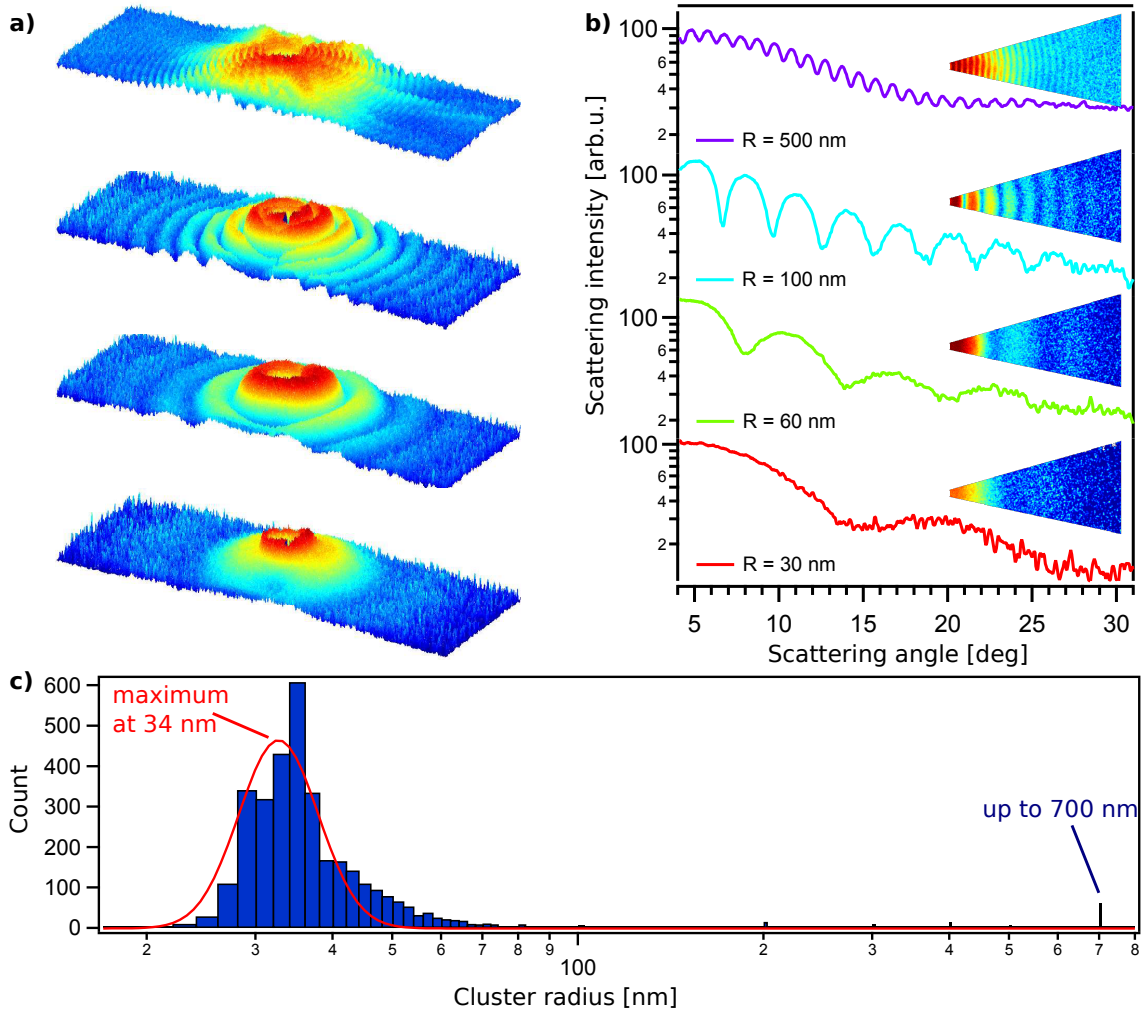 a)
b)
Scattering intensity [arb.u.]
100
6
4
2
R = 500 nm
100
6
4
2
R = 100 nm
100
6
4
2
R = 60 nm
100
6
4
2
R = 30 nm
5 10 15 20 25 30
Scattering angle [deg]
c)
Count
600
500
400
300
200
100
0
maximum
at 34 nm
up to 700 nm
2 3 4 5 6 7 8 9 2 3 4 5 6 7 8
100
Cluster radius [nm]